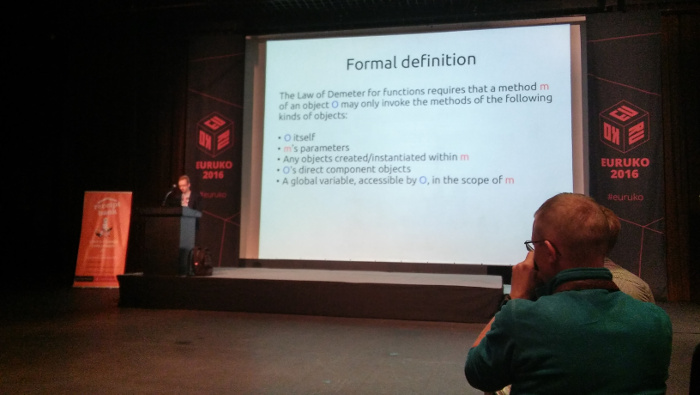 Formal definition
The Law of Demeter for functions requires that a method m
of an object O may only invoke the methods of the following
kinds of objects:
• O itself
• m's parameters
• Any objects created/instantiated within m
• O's direct component objects
• A global variable, accessible by O, in the scope of m
EURUKO
2016
#euruko
EURUKO
2016
#euruko